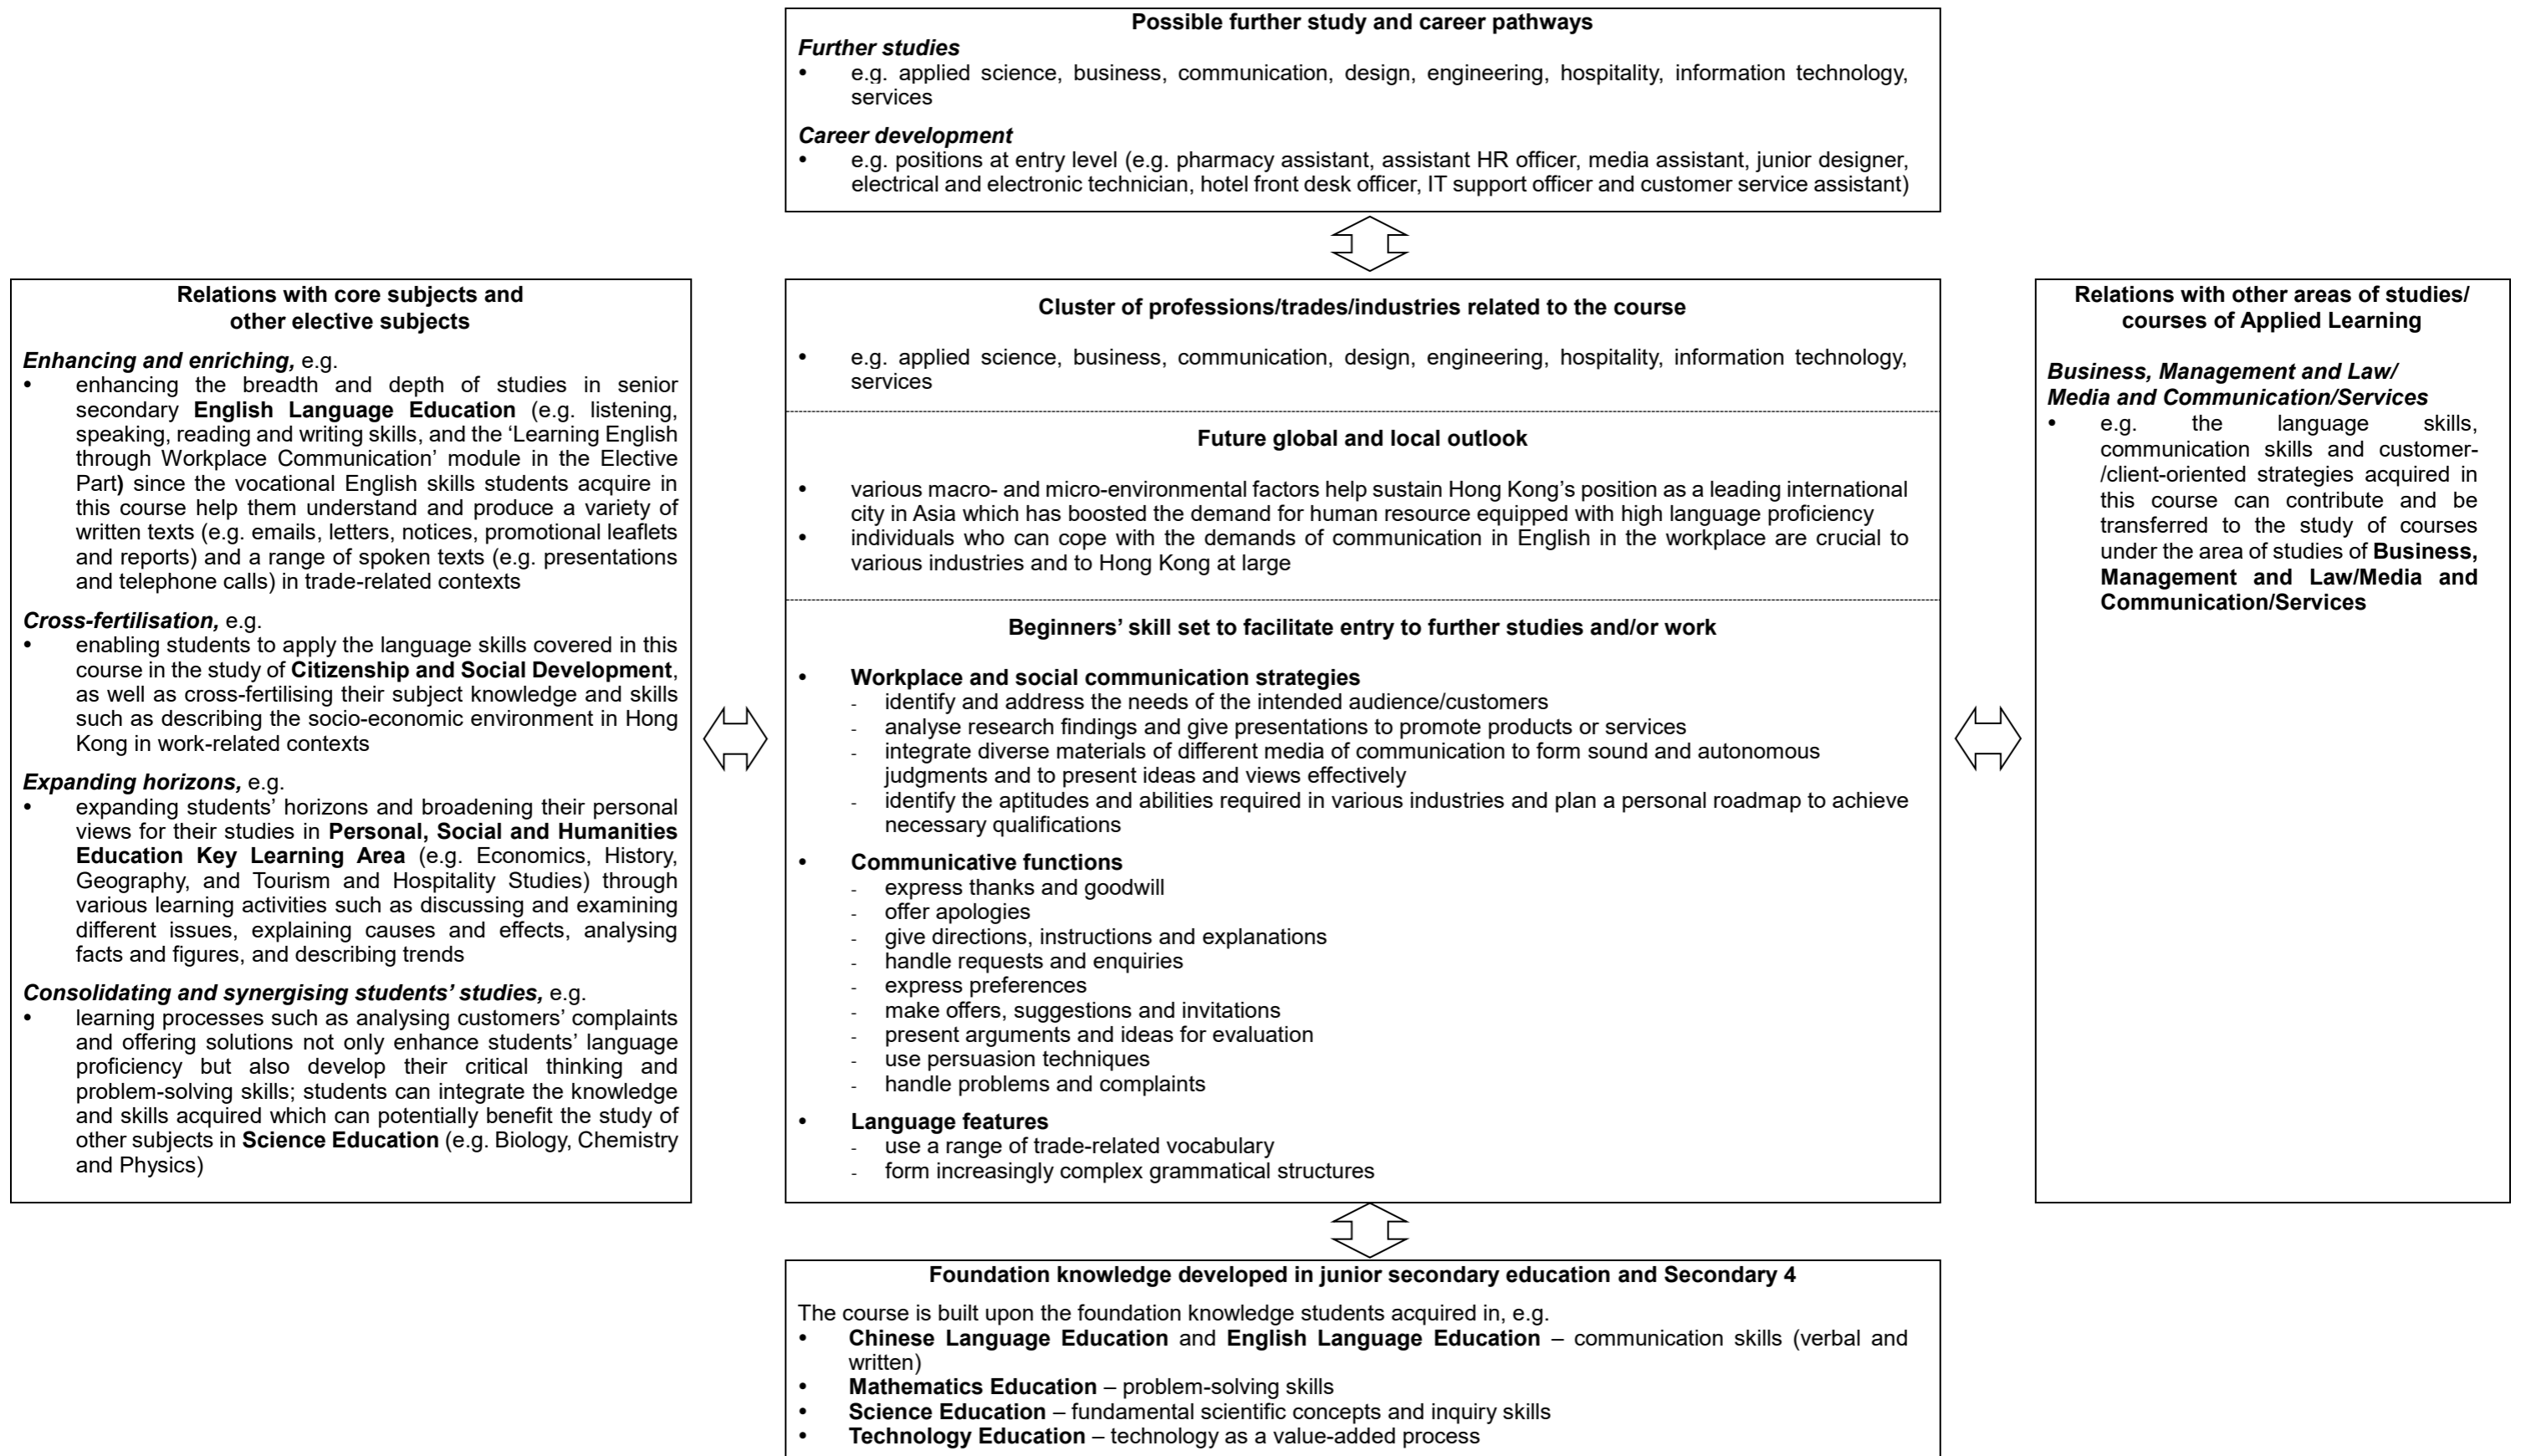 Possible further study and career pathways
Further studies
• e.g. applied science, business, communication, design, engineering, hospitality, information technology,
services
Career development
• e.g. positions at entry level (e.g. pharmacy assistant, assistant HR officer, media assistant, junior designer,
electrical and electronic technician, hotel front desk officer, IT support officer and customer service assistant)
Relations with core subjects and
other elective subjects
Enhancing and enriching, e.g.
• enhancing the breadth and depth of studies in senior
secondary English Language Education (e.g. listening,
speaking, reading and writing skills, and the ‘Learning English
through Workplace Communication’ module in the Elective
Part) since the vocational English skills students acquire in
this course help them understand and produce a variety of
written texts (e.g. emails, letters, notices, promotional leaflets
and reports) and a range of spoken texts (e.g. presentations
and telephone calls) in trade-related contexts
Cross-fertilisation, e.g.
• enabling students to apply the language skills covered in this
course in the study of Citizenship and Social Development,
as well as cross-fertilising their subject knowledge and skills
such as describing the socio-economic environment in Hong
Kong in work-related contexts
Expanding horizons, e.g.
• expanding students’ horizons and broadening their personal
views for their studies in Personal, Social and Humanities
Education Key Learning Area (e.g. Economics, History,
Geography, and Tourism and Hospitality Studies) through
various learning activities such as discussing and examining
different issues, explaining causes and effects, analysing
facts and figures, and describing trends
Consolidating and synergising students’ studies, e.g.
• learning processes such as analysing customers’ complaints
and offering solutions not only enhance students’ language
proficiency but also develop their critical thinking and
problem-solving skills; students can integrate the knowledge
and skills acquired which can potentially benefit the study of
other subjects in Science Education (e.g. Biology, Chemistry
and Physics)
Cluster of professions/trades/industries related to the course
• e.g. applied science, business, communication, design, engineering, hospitality, information technology,
services
Future global and local outlook
• various macro- and micro-environmental factors help sustain Hong Kong’s position as a leading international
city in Asia which has boosted the demand for human resource equipped with high language proficiency
• individuals who can cope with the demands of communication in English in the workplace are crucial to
various industries and to Hong Kong at large
Beginners’ skill set to facilitate entry to further studies and/or work
• Workplace and social communication strategies
- identify and address the needs of the intended audience/customers
- analyse research findings and give presentations to promote products or services
- integrate diverse materials of different media of communication to form sound and autonomous
judgments and to present ideas and views effectively
- identify the aptitudes and abilities required in various industries and plan a personal roadmap to achieve
necessary qualifications
• Communicative functions
- express thanks and goodwill
- offer apologies
- give directions, instructions and explanations
- handle requests and enquiries
- express preferences
- make offers, suggestions and invitations
- present arguments and ideas for evaluation
- use persuasion techniques
- handle problems and complaints
• Language features
- use a range of trade-related vocabulary
- form increasingly complex grammatical structures
Relations with other areas of studies/
courses of Applied Learning
Business, Management and Law/
Media and Communication/Services
• e.g. the language skills,
communication skills and customer-
/client-oriented strategies acquired in
this course can contribute and be
transferred to the study of courses
under the area of studies of Business,
Management and Law/Media and
Communication/Services
Foundation knowledge developed in junior secondary education and Secondary 4
The course is built upon the foundation knowledge students acquired in, e.g.
• Chinese Language Education and English Language Education – communication skills (verbal and
written)
• Mathematics Education – problem-solving skills
• Science Education – fundamental scientific concepts and inquiry skills
• Technology Education – technology as a value-added process